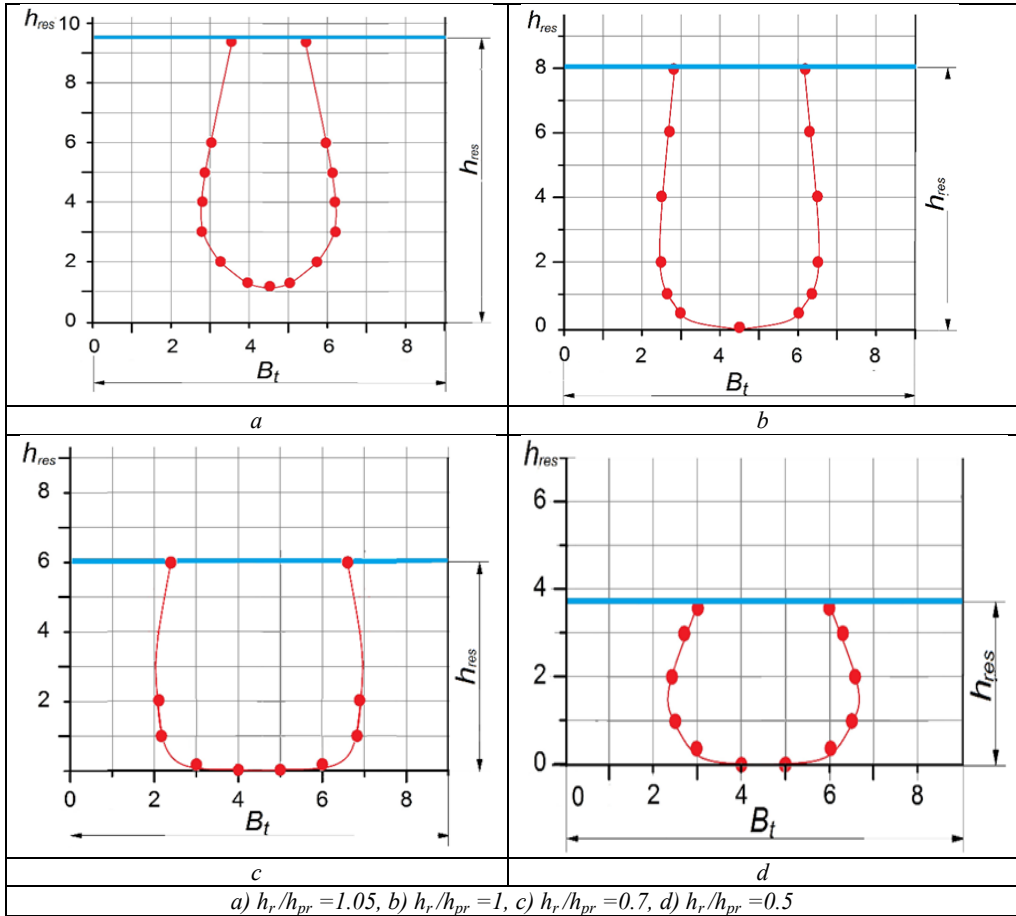 h_res 10
8
6
4
2
0
0 2 4 6 8
B_t
h_res
a
h_res
8
6
4
2
0
0 2 4 6 8
B_t
h_res
b
h_res
8
6
4
2
0 2 4 6 8
B_t
h_res
c
h_res
6
4
2
0
0 2 4 6 8
B_t
h_res
d
a) h_r/h_pr =1.05, b) h_r/h_pr =1, c) h_r/h_pr =0.7, d) h_r/h_pr =0.5